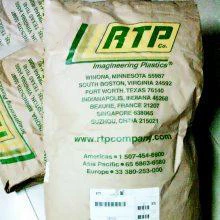 RTP
Co.
Imagineering Plastics®
WINONA, MINNESOTA 55987
SOUTH BOSTON, VIRGINIA 24592
FORT WORTH, TEXAS 76140
INDIANAPOLIS, INDIANA 46268
BEAUNE, FRANCE 21207
SINGAPORE 638045
SUZHOU, CHINA 215021
www.
rtpcompany.com
Americas 1 507-454-6900
Asia Pacific 65 6863-6580
Europe 33 380-253-000